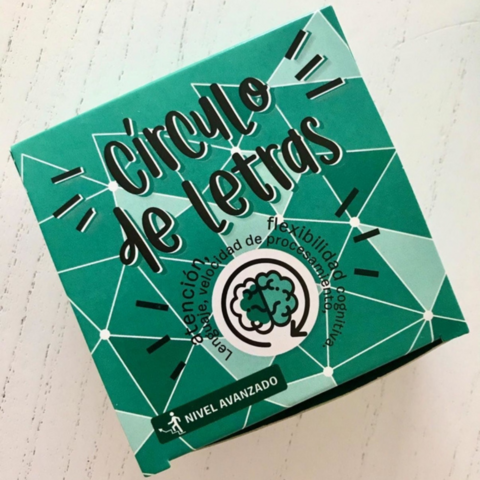 círculo
de letras
atención, flexibilidad cognitiva,
Lenguaje, velocidad de procesamiento.
NIVEL AVANZADO